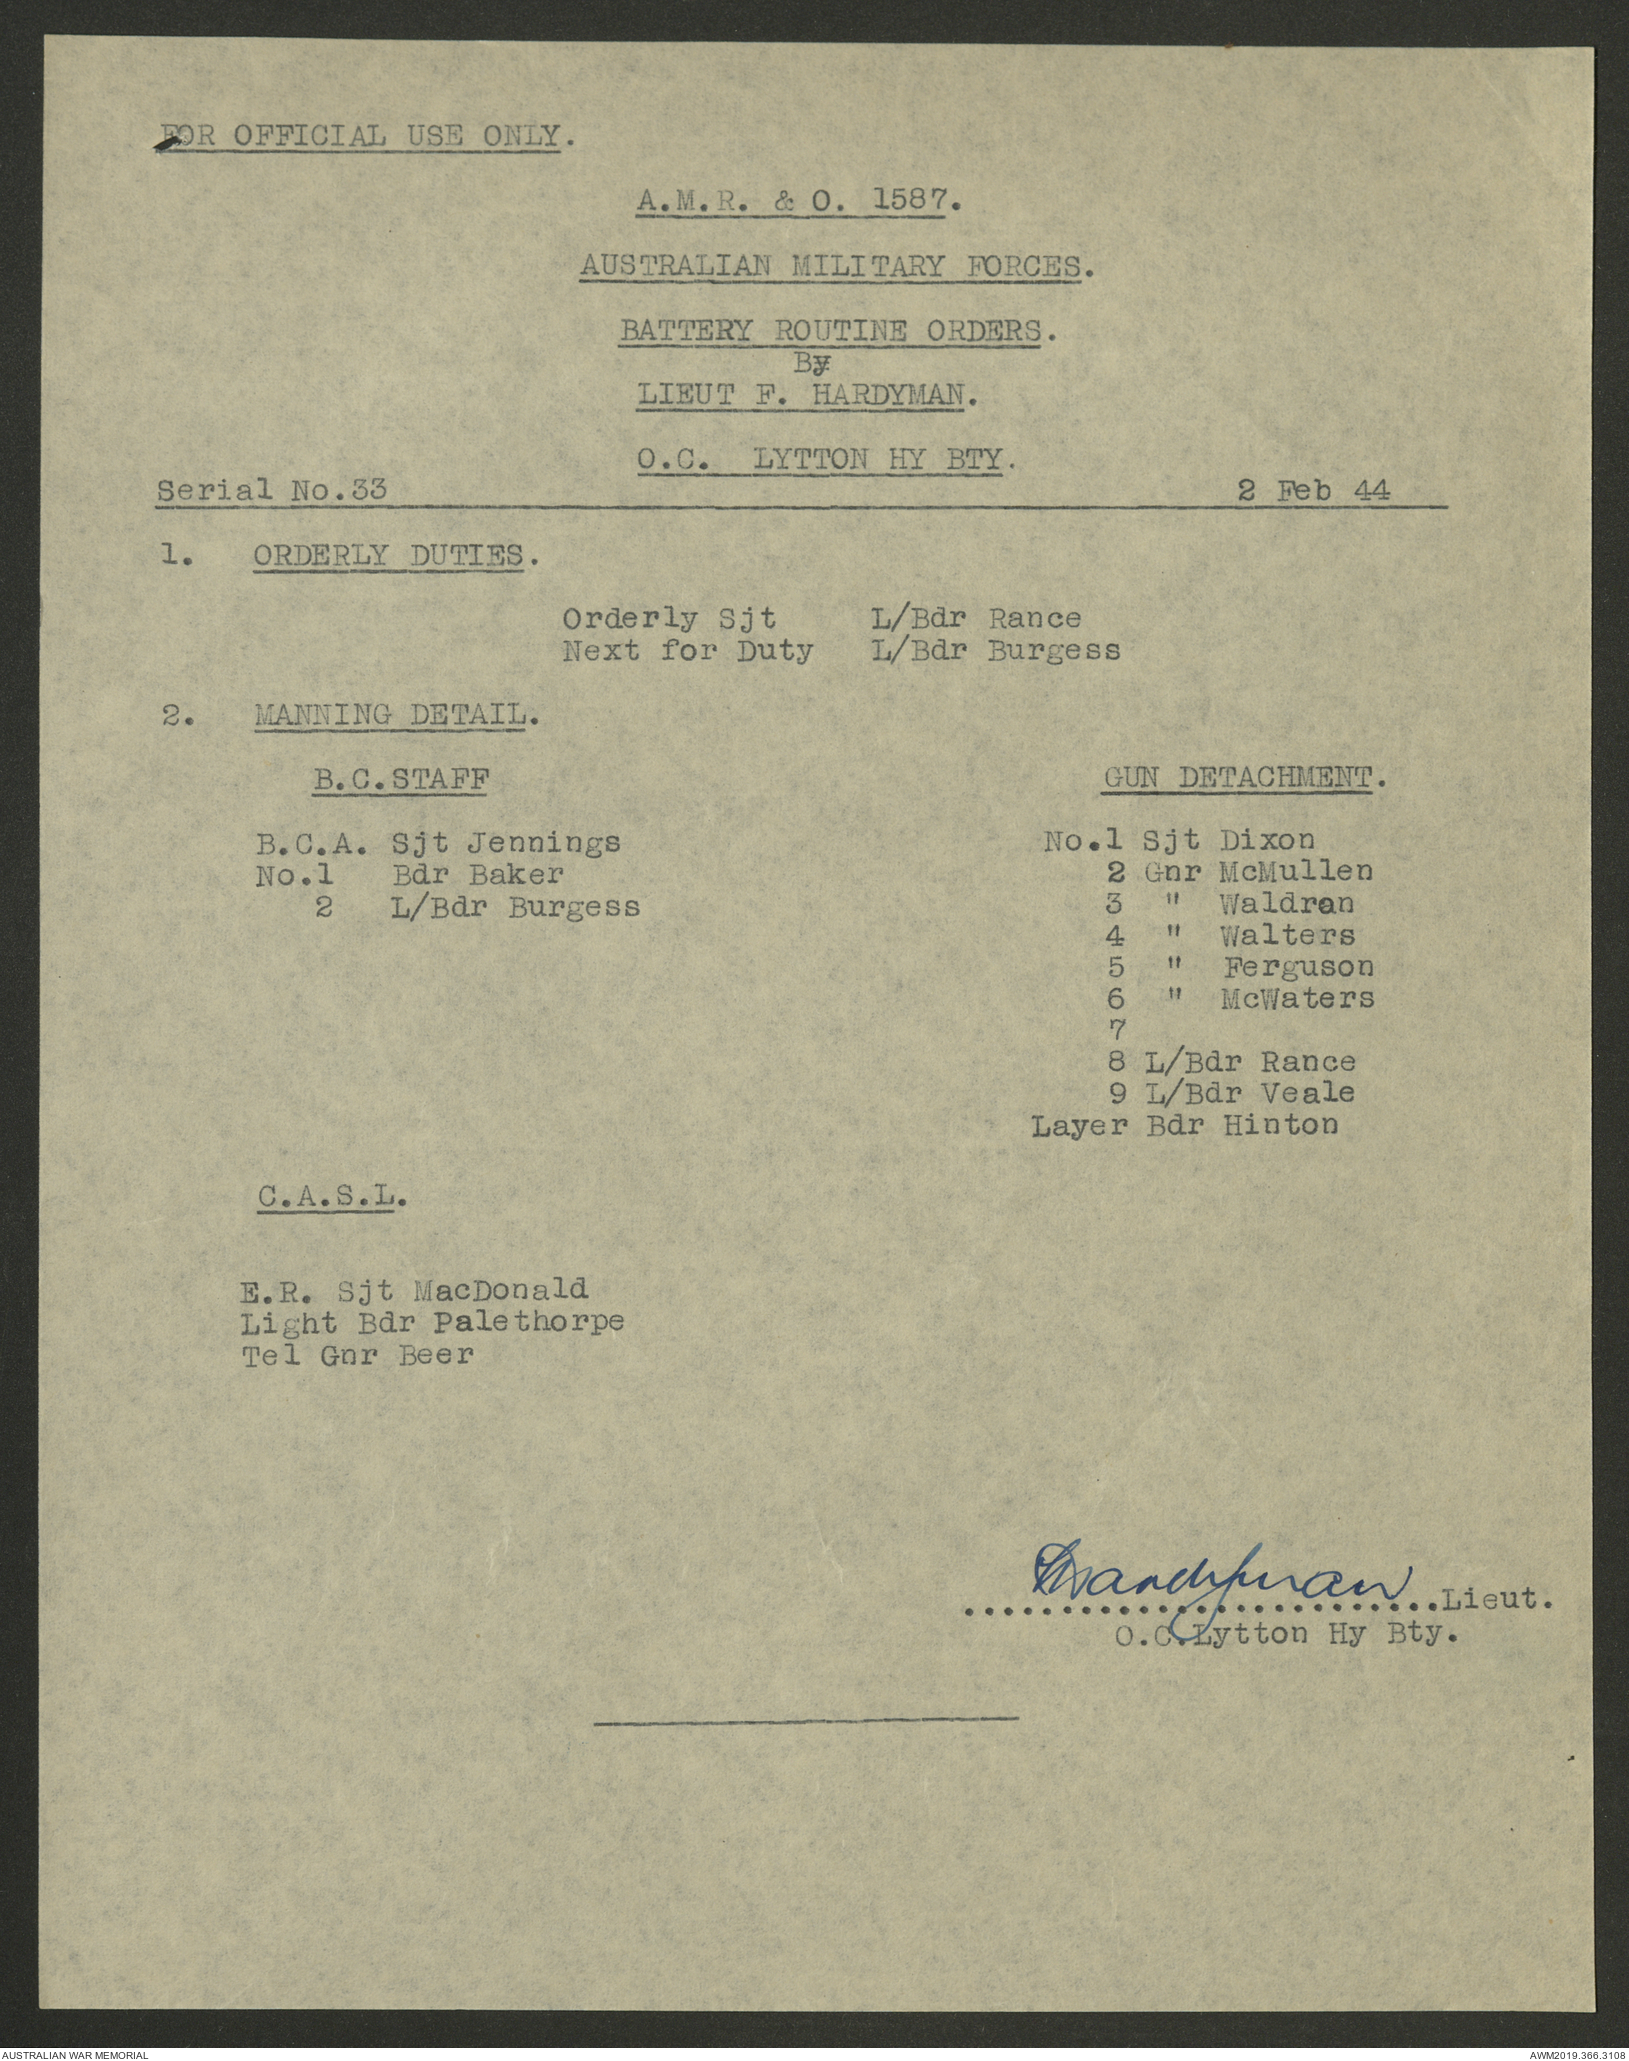 FOR OFFICIAL USE ONLY.
A.M.R. & O. 1587.
AUSTRALIAN MILITARY FORCES.
BATTERY ROUTINE ORDERS.
By
LIEUT F. HARDYMAN.
O.C. LYTTON HY BTY.
Serial No.33 2 Feb 44
1. ORDERLY DUTIES.
Orderly Sjt L/Bdr Rance
Next for Duty L/Bdr Burgess
2. MANNING DETAIL.
B.C.STAFF
B.C.A. Sjt Jennings
No.1 Bdr Baker
2 L/Bdr Burgess
GUN DETACHMENT.
No.1 Sjt Dixon
2 Gnr McMullen
3 " Waldron
4 " Walters
5 " Ferguson
6 " McWaters
7
8 L/Bdr Rance
9 L/Bdr Veale
Layer Bdr Hinton
C.A.S.L.
E.R. Sjt MacDonald
Light Bdr Palethorpe
Tel Gnr Beer
FHardyman
.........................Lieut.
O.C.Lytton Hy Bty.
AUSTRALIAN WAR MEMORIAL AWM2019.366.3108